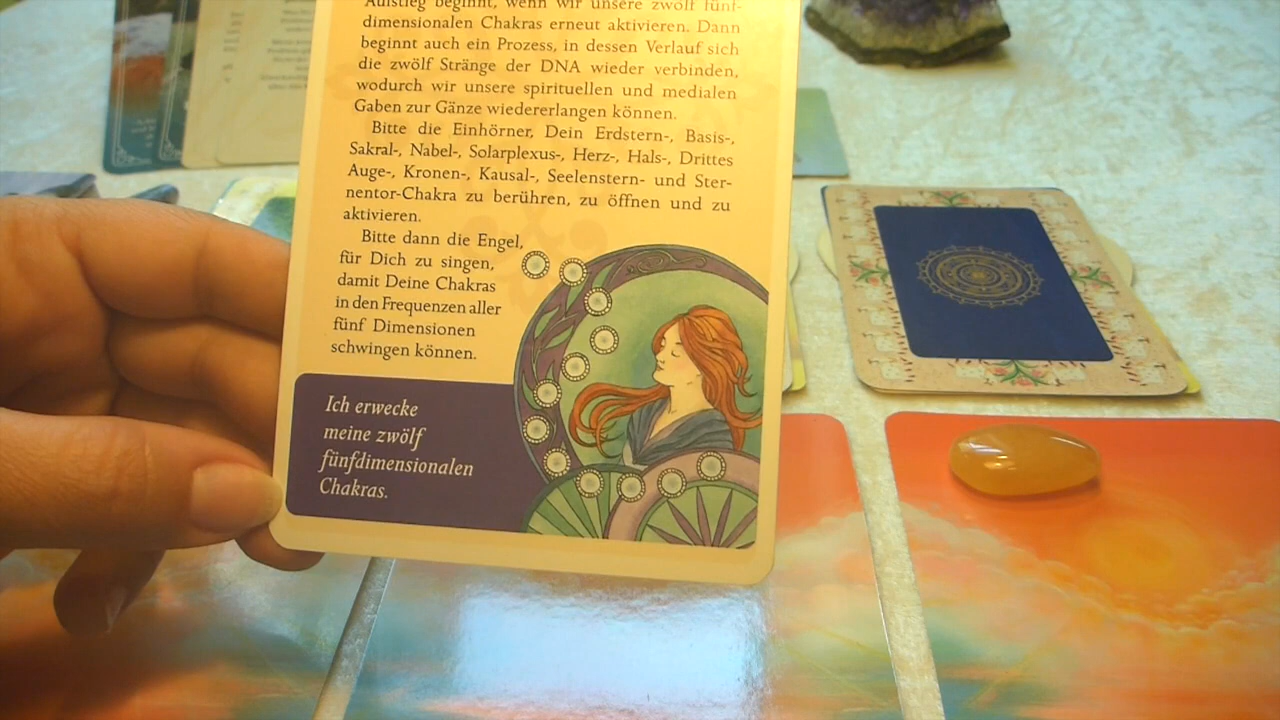 Aufstieg beginnt, wenn wir unsere zwölf fünf-
dimensionalen Chakras erneut aktivieren. Dann
beginnt auch ein Prozess, in dessen Verlauf sich
die zwölf Stränge der DNA wieder verbinden,
wodurch wir unsere spirituellen und medialen
Gaben zur Gänze wiedererlangen können.
Bitte die Einhörner, Dein Erdstern-, Basis-,
Sakral-, Nabel-, Solarplexus-, Herz-, Hals-, Drittes
Auge-, Kronen-, Kausal-, Seelenstern- und Ster-
nentor-Chakra zu berühren, zu öffnen und zu
aktivieren.
Bitte dann die Engel,
für Dich zu singen,
damit Deine Chakras
in den Frequenzen aller
fünf Dimensionen
schwingen können.
Ich erwecke
meine zwölf
fünfdimensionalen
Chakras.